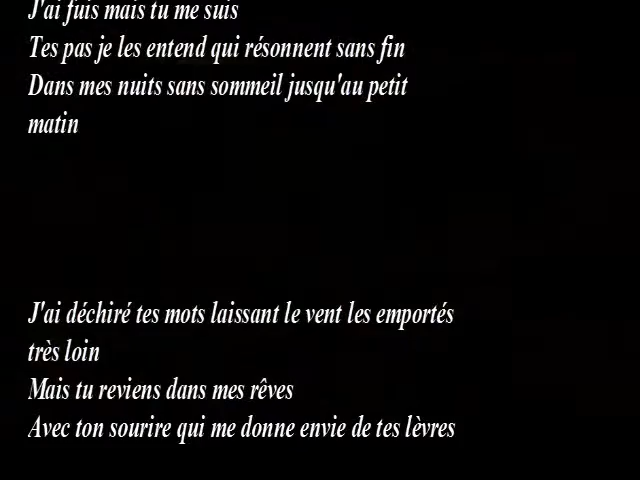 J'ai fuis mais tu me suis
Tes pas je les entend qui résonnent sans fin
Dans mes nuits sans sommeil jusqu'au petit
matin
J'ai déchiré tes mots laissant le vent les emportés
très loin
Mais tu reviens dans mes rêves
Avec ton sourire qui me donne envie de tes lèvres